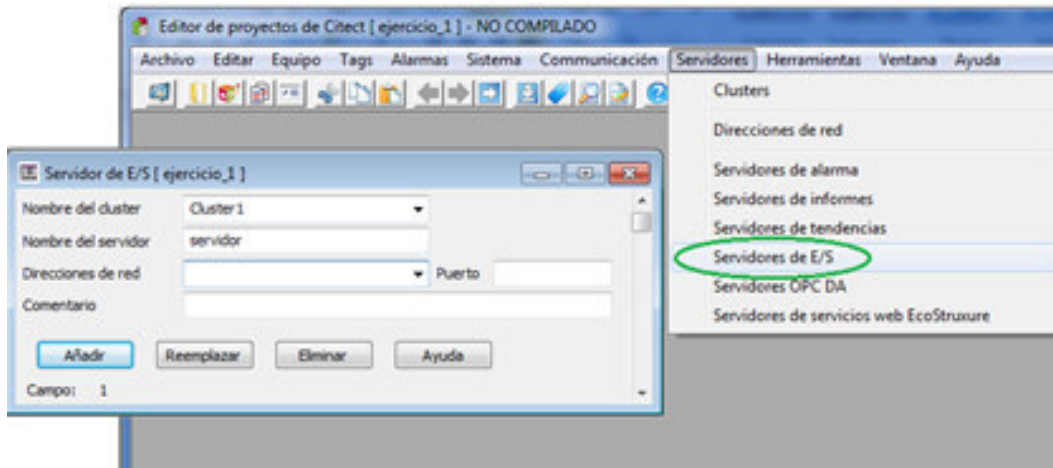 Editor de proyectos de Citect [ ejercicio_1 ] - NO COMPILADO
Archivo Editar Equipo Tags Alarmas Sistema Communicación Servidores Herramientas Ventana Ayuda
Clusters
Direcciones de red
Servidores de alarma
Servidores de informes
Servidores de tendencias
Servidores de E/S
Servidores OPC DA
Servidores de servicios web EcoStruxure
Servidor de E/S [ ejercicio_1 ]
Nombre del cluster Cluster1
Nombre del servidor servidor
Direcciones de red Puerto
Comentario
Añadir Reemplazar Eliminar Ayuda
Campo: 1